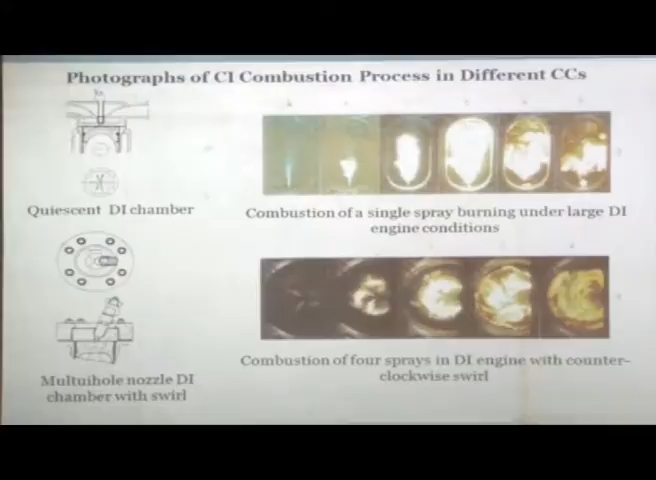 Photographs of CI Combustion Process in Different CCs
Quiescent DI chamber
Combustion of a single spray burning under large DI
engine conditions
Multuihole nozzle DI
chamber with swirl
Combustion of four sprays in DI engine with counter-
clockwise swirl